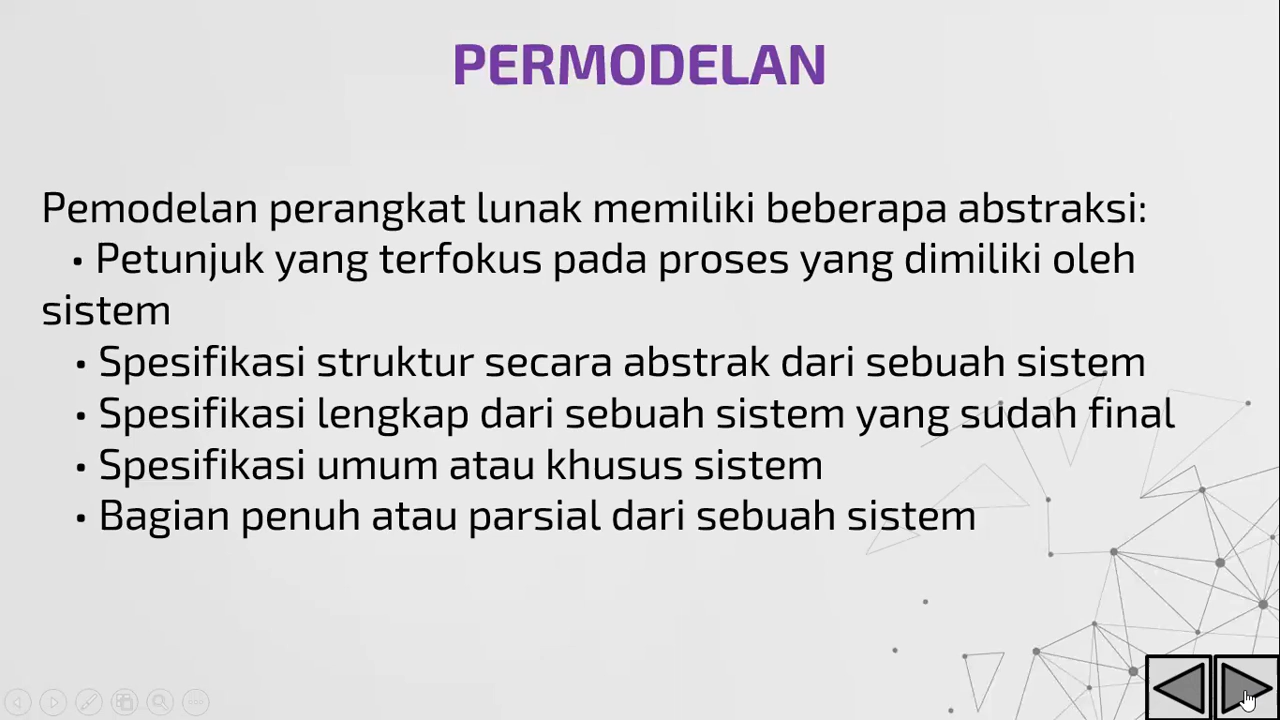 PERMODELAN
Pemodelan perangkat lunak memiliki beberapa abstraksi:
• Petunjuk yang terfokus pada proses yang dimiliki oleh
sistem
• Spesifikasi struktur secara abstrak dari sebuah sistem
• Spesifikasi lengkap dari sebuah sistem yang sudah final
• Spesifikasi umum atau khusus sistem
• Bagian penuh atau parsial dari sebuah sistem